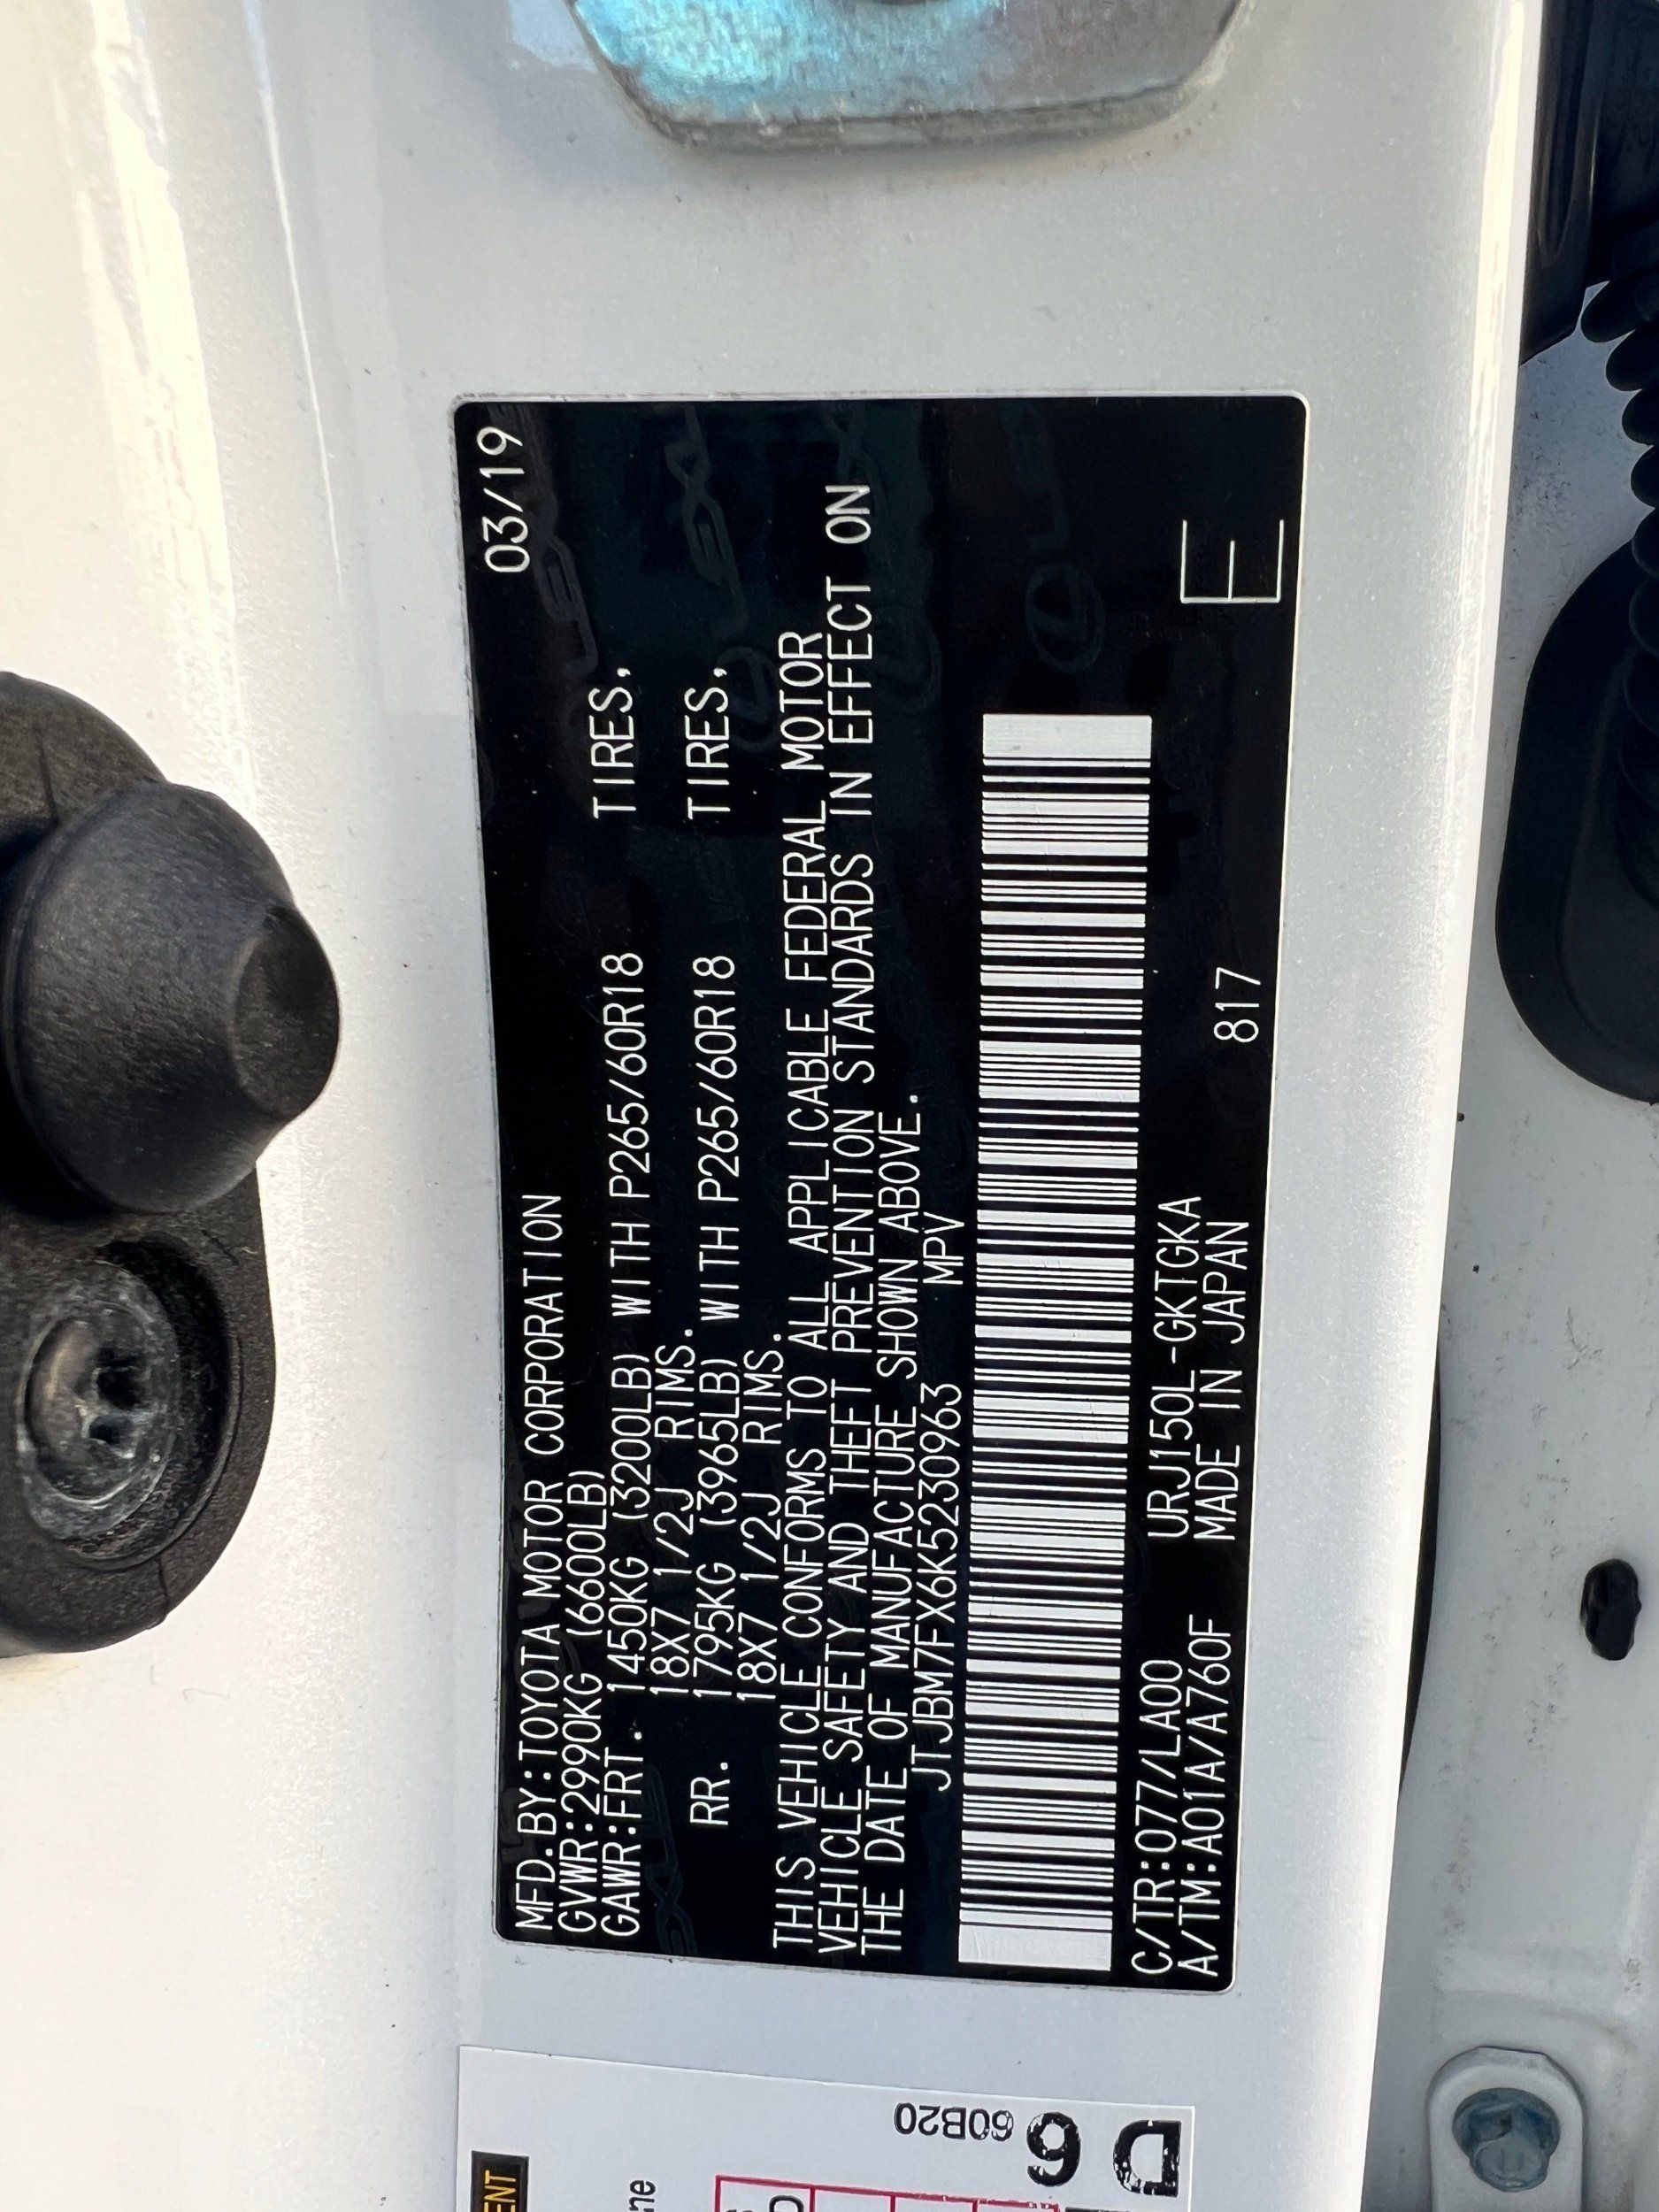 03/19
MFD.BY:TOYOTA MOTOR CORPORATION
GVWR:2990KG (6600LB)
GAWR:FRT. 1450KG (3200LB) WITH P265/60R18 TIRES,
18X7 1/2J RIMS.
RR. 1795KG (3965LB) WITH P265/60R18 TIRES,
18X7 1/2J RIMS.
THIS VEHICLE CONFORMS TO ALL APPLICABLE FEDERAL MOTOR
VEHICLE SAFETY AND THEFT PREVENTION STANDARDS IN EFFECT ON
THE DATE OF MANUFACTURE SHOWN ABOVE.
JTJBM7FX6K5230963 MPV
C/TR:077/LA00 URJ150L-GKTGKA
A/TM:A01A/A760F MADE IN JAPAN 817 E
60B20
6